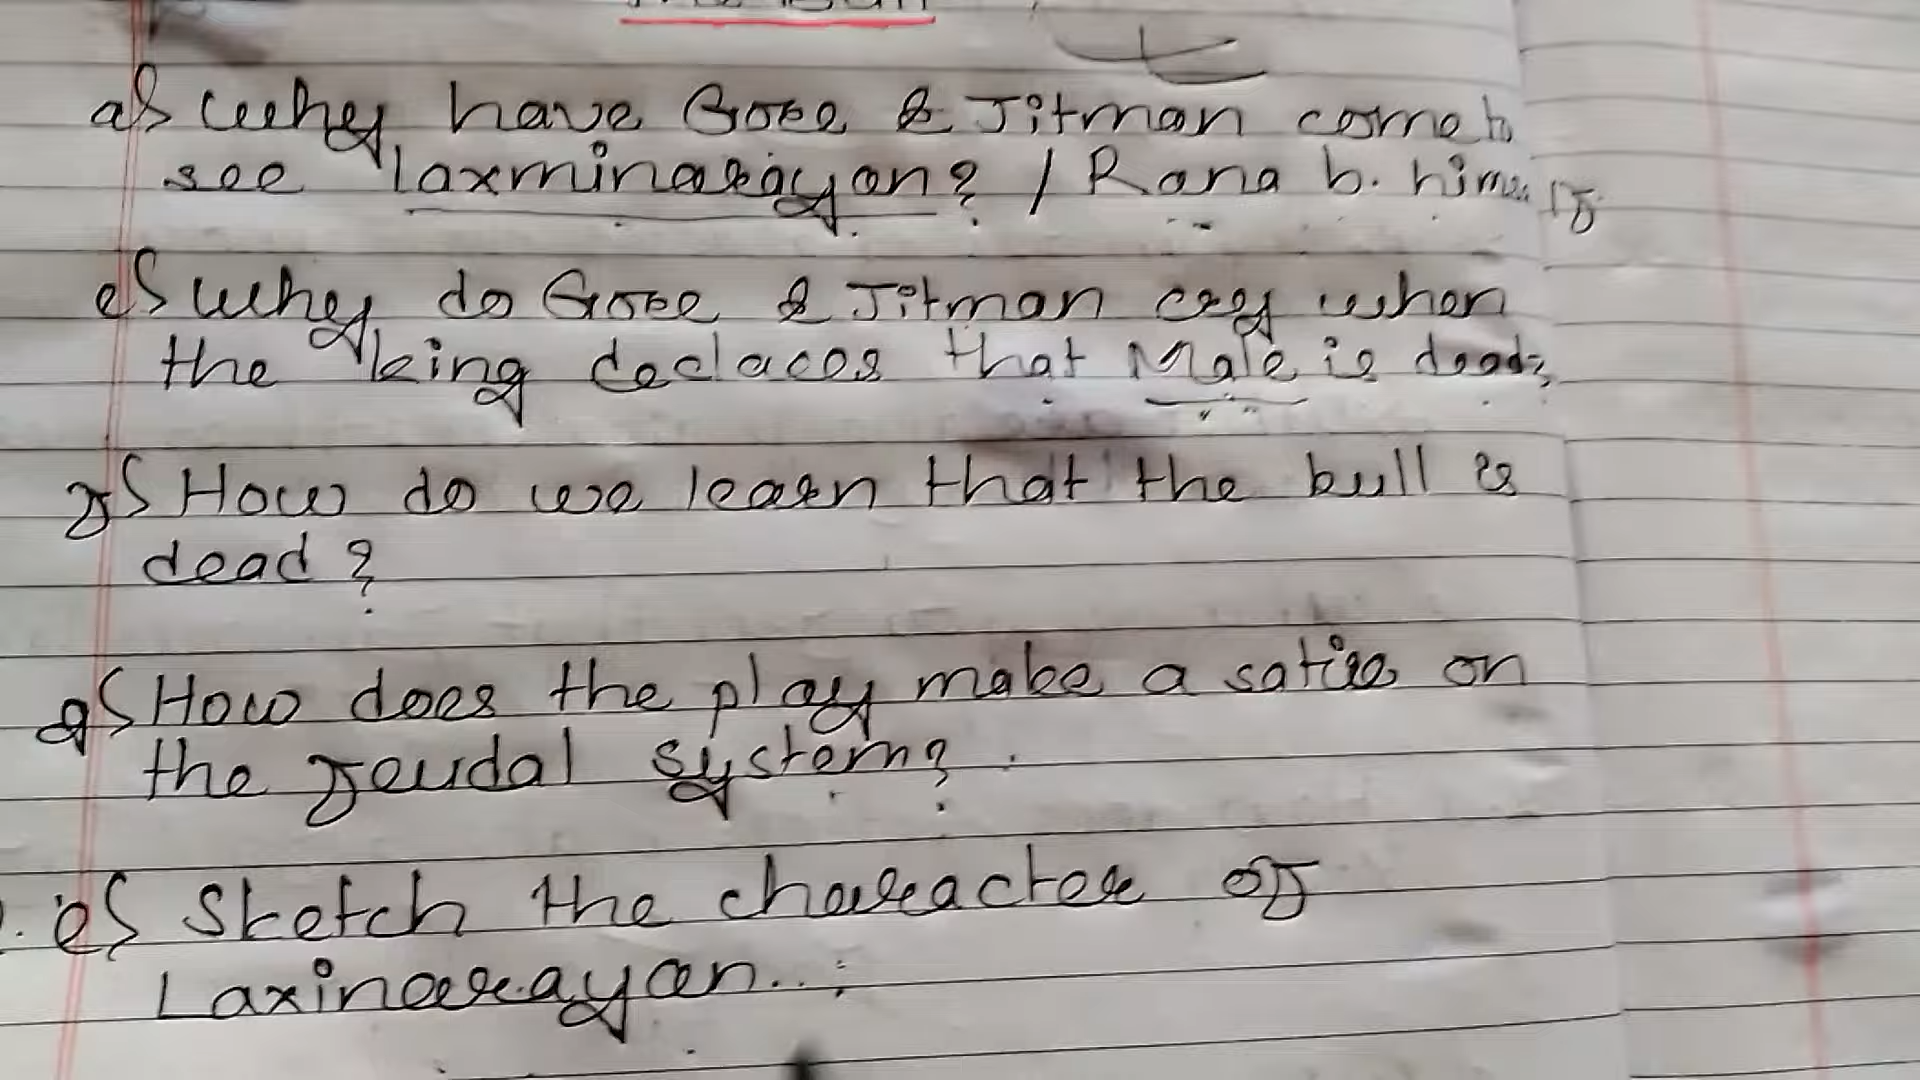 a) Why have Gore & Jitman come to
see laxminarayan? / Rana b. himself
e) Why do Gore & Jitman cry when
the king declares that Male is dead?
f) How do we learn that the bull is
dead?
g) How does the play make a satire on
the feudal system?
e) Sketch the character of
Laxinarayan..